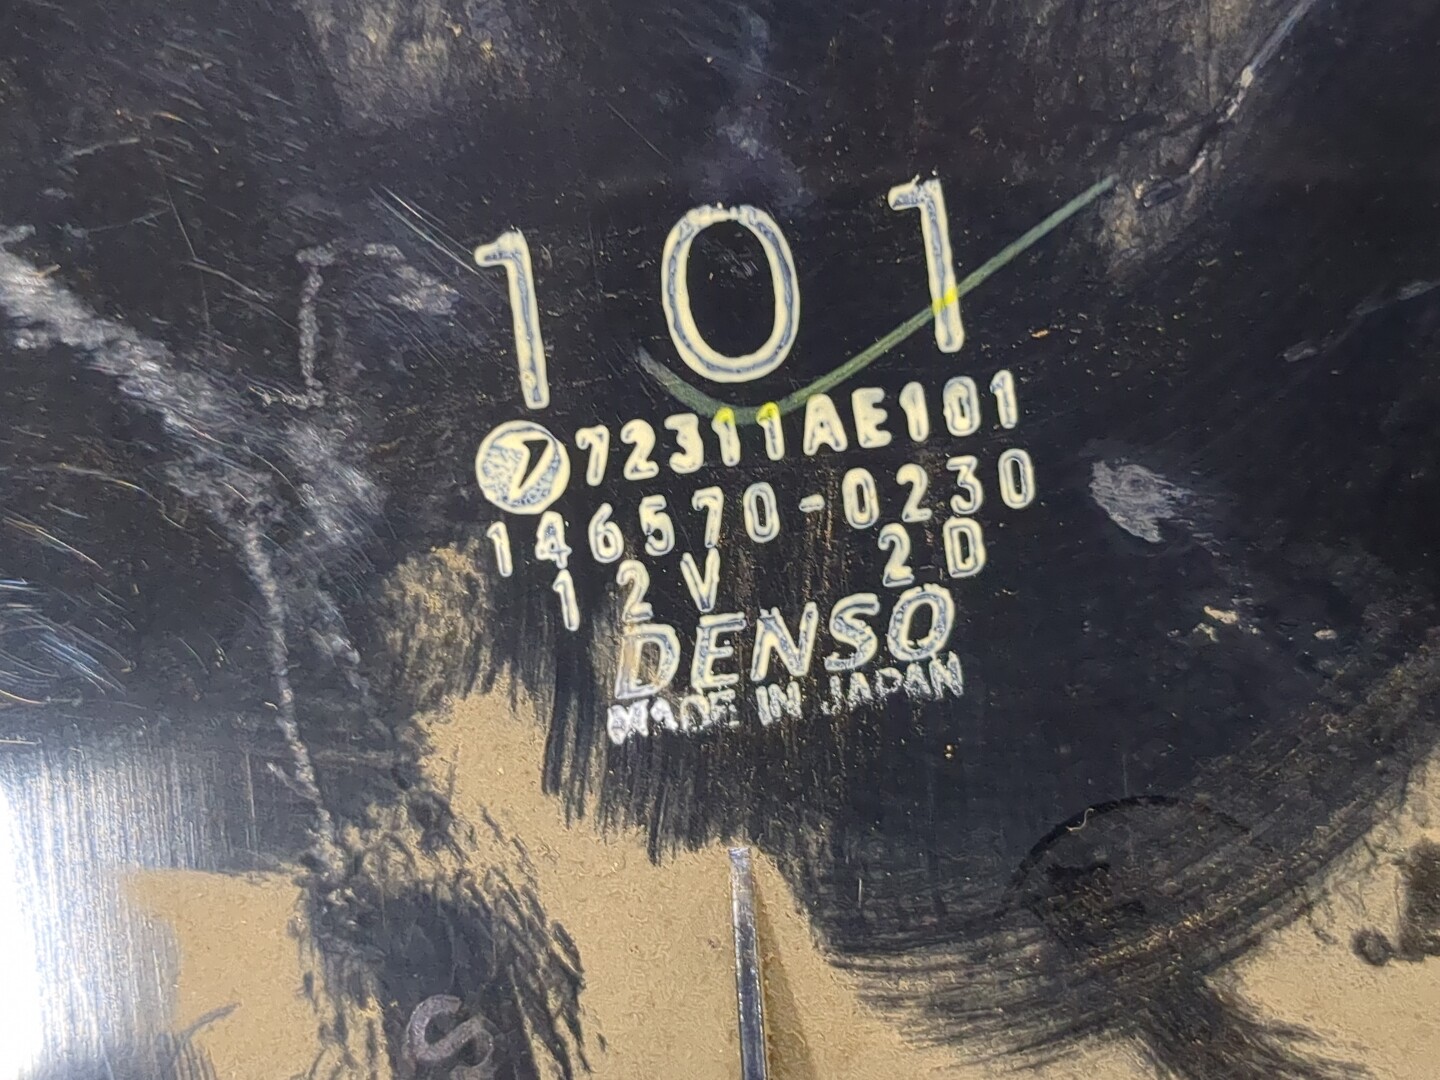 101
72311AE101
146570-0230
12V 2D
DENSO
MADE IN JAPAN
S